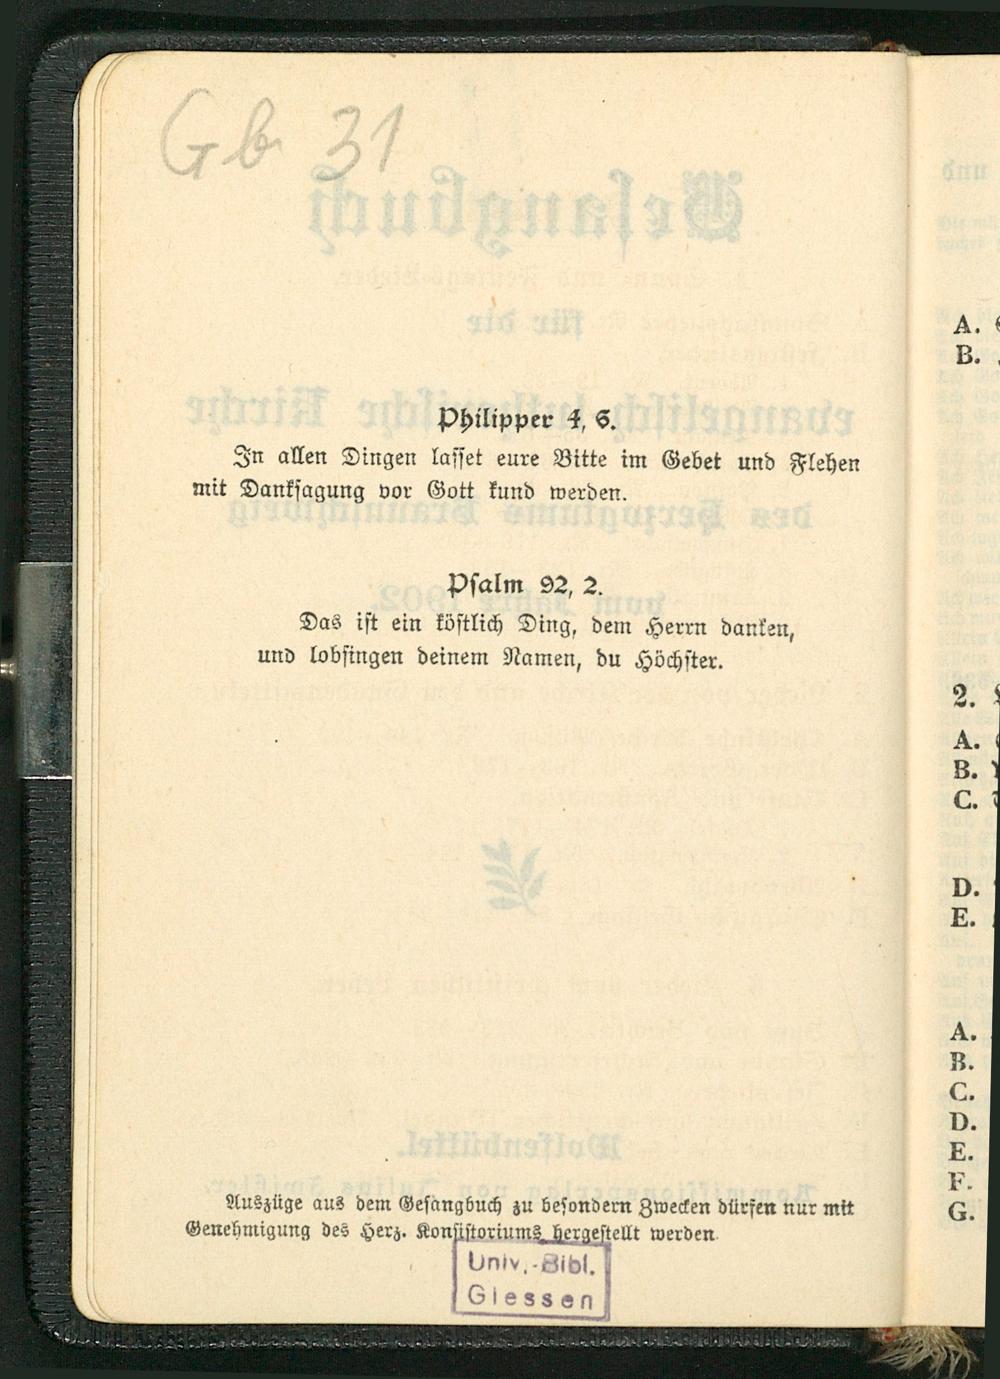 Gb 31
Philipper 4, 6.
In allen Dingen lasset eure Bitte im Gebet und Flehen
mit Danksagung vor Gott kund werden.
Psalm 92, 2.
Das ist ein köstlich Ding, dem Herrn danken,
und lobsingen deinem Namen, du Höchster.
Auszüge aus dem Gesangbuch zu besondern Zwecken dürfen nur mit
Genehmigung des Herz. Konsistoriums hergestellt werden.
Univ.-Bibl.
Giessen
A.
B.
2.
A.
B.
C.
D.
E.
A.
B.
C.
D.
E.
F.
G.